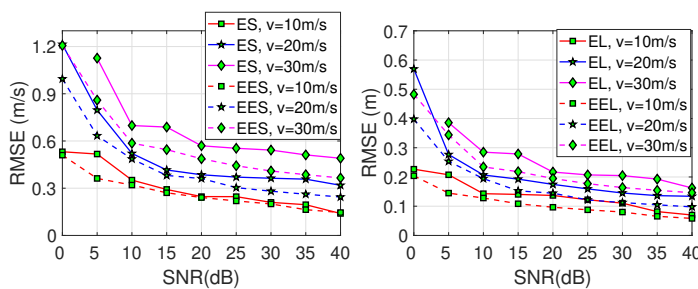 RMSE (m/s)
1.2
0.9
0.6
0.3
0
0 5 10 15 20 25 30 35 40
SNR(dB)
ES, v=10m/s
ES, v=20m/s
ES, v=30m/s
EES, v=10m/s
EES, v=20m/s
EES, v=30m/s
RMSE (m)
0.7
0.6
0.5
0.4
0.3
0.2
0.1
0
0 5 10 15 20 25 30 35 40
SNR(dB)
EL, v=10m/s
EL, v=20m/s
EL, v=30m/s
EEL, v=10m/s
EEL, v=20m/s
EEL, v=30m/s